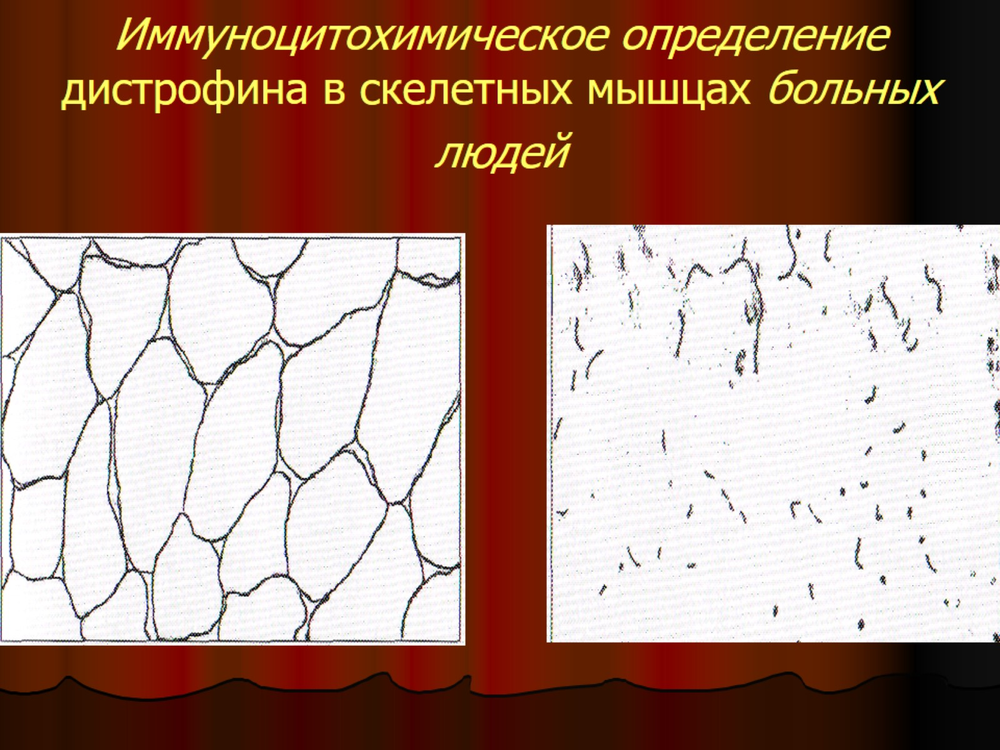 Иммуноцитохимическое определение
дистрофина в скелетных мышцах больных
людей